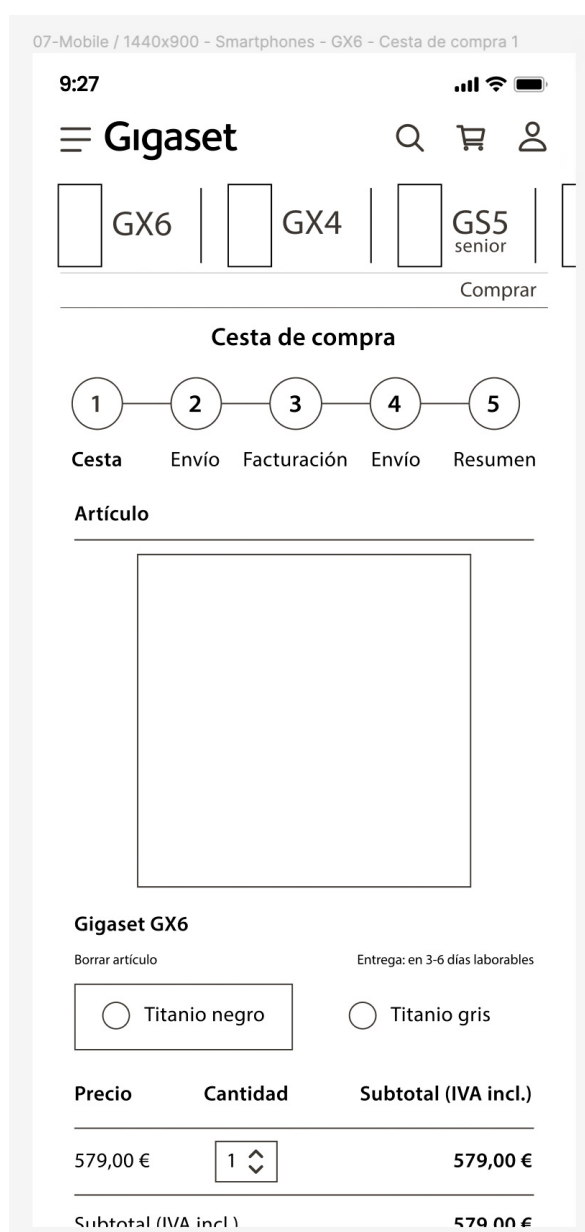 07-Mobile / 1440x900 - Smartphones - GX6 - Cesta de compra 1
9:27
Gigaset
GX6
GX4
GS5
senior
Comprar
Cesta de compra
1 2 3 4 5
Cesta Envío Facturación Envío Resumen
Artículo
Gigaset GX6
Borrar artículo Entrega: en 3-6 días laborables
Titanio negro Titanio gris
Precio Cantidad Subtotal (IVA incl.)
579,00 € 1 579,00 €
Subtotal (IVA incl.) 579,00 €